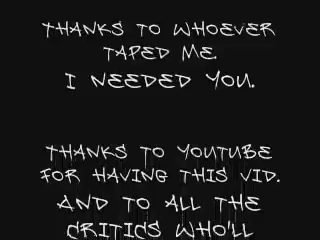 THANKS TO WHOEVER
TAPED ME.
I NEEDED YOU.
THANKS TO YOUTUBE
FOR HAVING THIS VID.
AND TO ALL THE
CRITICS WHO'LL